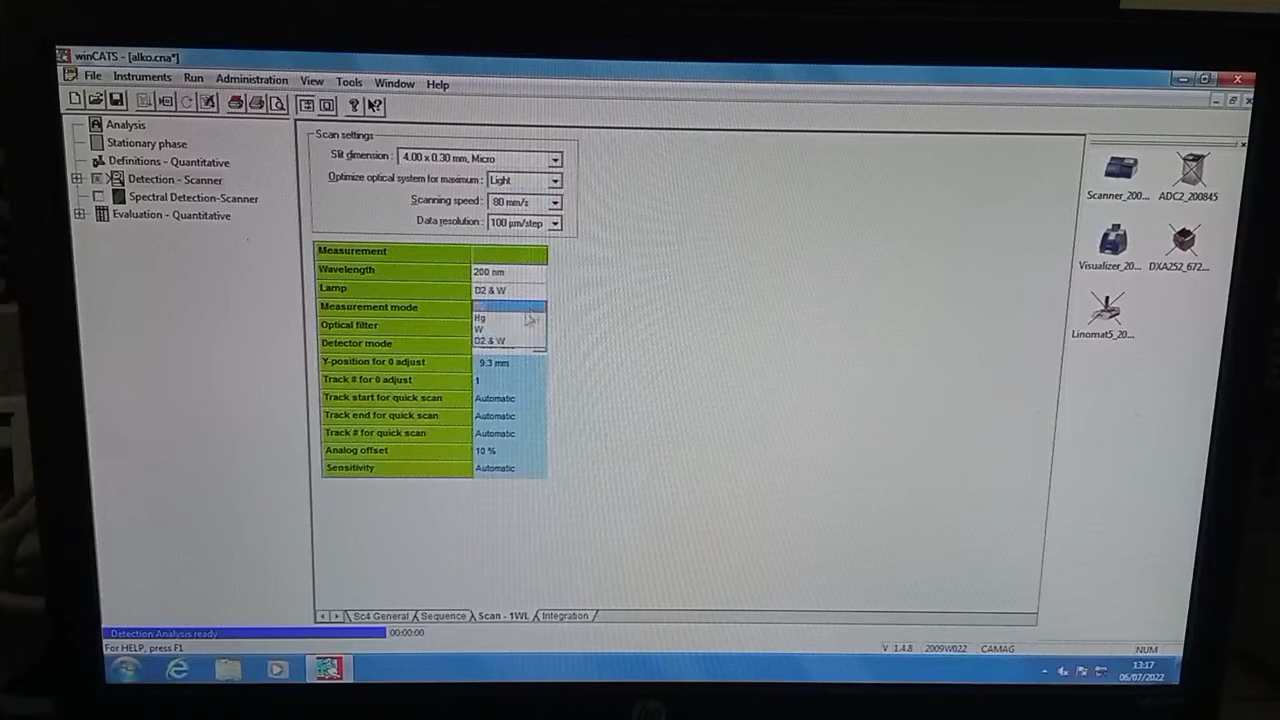 winCATS - [alko.cna*]
File Instruments Run Administration View Tools Window Help
Analysis
Stationary phase
Definitions - Quantitative
Detection - Scanner
Spectral Detection-Scanner
Evaluation - Quantitative
Scan settings
Slit dimension : 4.00 x 0.30 mm, Micro
Optimize optical system for maximum : Light
Scanning speed : 80 mm/s
Data resolution : 100 µm/step
Measurement
Wavelength 200 nm
Lamp D2 & W
Measurement mode
Hg
Optical filter W
Detector mode D2 & W
Y-position for 0 adjust 9.3 mm
Track # for 0 adjust 1
Track start for quick scan Automatic
Track end for quick scan Automatic
Track # for quick scan Automatic
Analog offset 10 %
Sensitivity Automatic
Scanner_200... ADC2_200845
Visualizer_20... DXA252_672...
Linomat5_20...
Sc4 General Sequence Scan - 1WL Integration
Detection Analysis ready 00:00:00
For HELP, press F1 V 1.4.8 2009W022 CAMAG NUM
13:17
06/07/2022